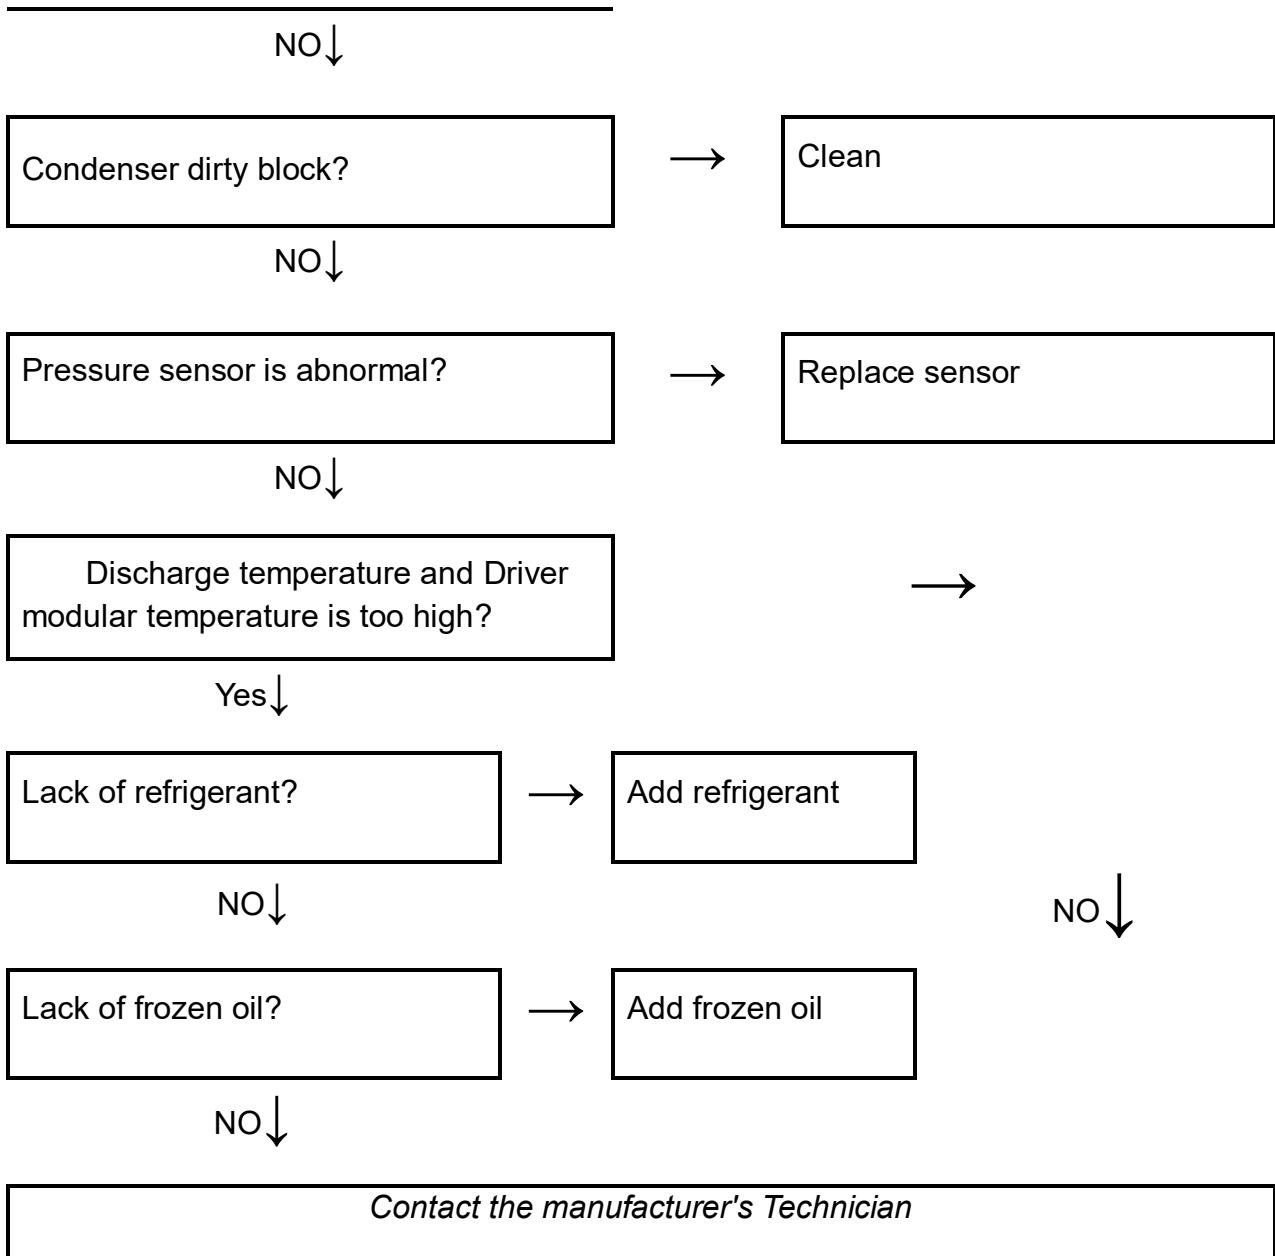 NO↓
Condenser dirty block?
→
Clean
NO↓
Pressure sensor is abnormal?
→
Replace sensor
NO↓
Discharge temperature and Driver
modular temperature is too high?
→
Yes↓
Lack of refrigerant?
→
Add refrigerant
NO↓
NO↓
Lack of frozen oil?
→
Add frozen oil
NO↓
Contact the manufacturer's Technician